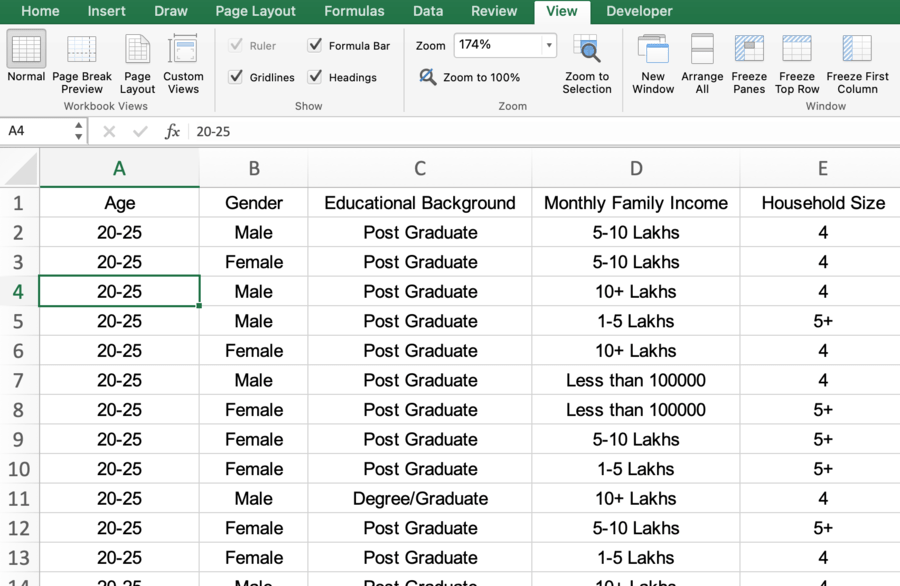 Home Insert Draw Page Layout Formulas Data Review View Developer
Normal Page Break Preview Page Layout Custom Views
Workbook Views
Ruler Formula Bar
Gridlines Headings
Show
Zoom 174%
Zoom to 100%
Zoom to Selection
Zoom
New Window Arrange All Freeze Panes Freeze Top Row Freeze First Column
Window
A4 fx 20-25
A B C D E
1 Age Gender Educational Background Monthly Family Income Household Size
2 20-25 Male Post Graduate 5-10 Lakhs 4
3 20-25 Female Post Graduate 5-10 Lakhs 4
4 20-25 Male Post Graduate 10+ Lakhs 4
5 20-25 Male Post Graduate 1-5 Lakhs 5+
6 20-25 Female Post Graduate 10+ Lakhs 4
7 20-25 Male Post Graduate Less than 100000 4
8 20-25 Female Post Graduate Less than 100000 5+
9 20-25 Female Post Graduate 5-10 Lakhs 5+
10 20-25 Female Post Graduate 1-5 Lakhs 5+
11 20-25 Male Degree/Graduate 10+ Lakhs 4
12 20-25 Female Post Graduate 5-10 Lakhs 5+
13 20-25 Female Post Graduate 1-5 Lakhs 4
14 20-25 Male Post Graduate 10+ Lakhs 4